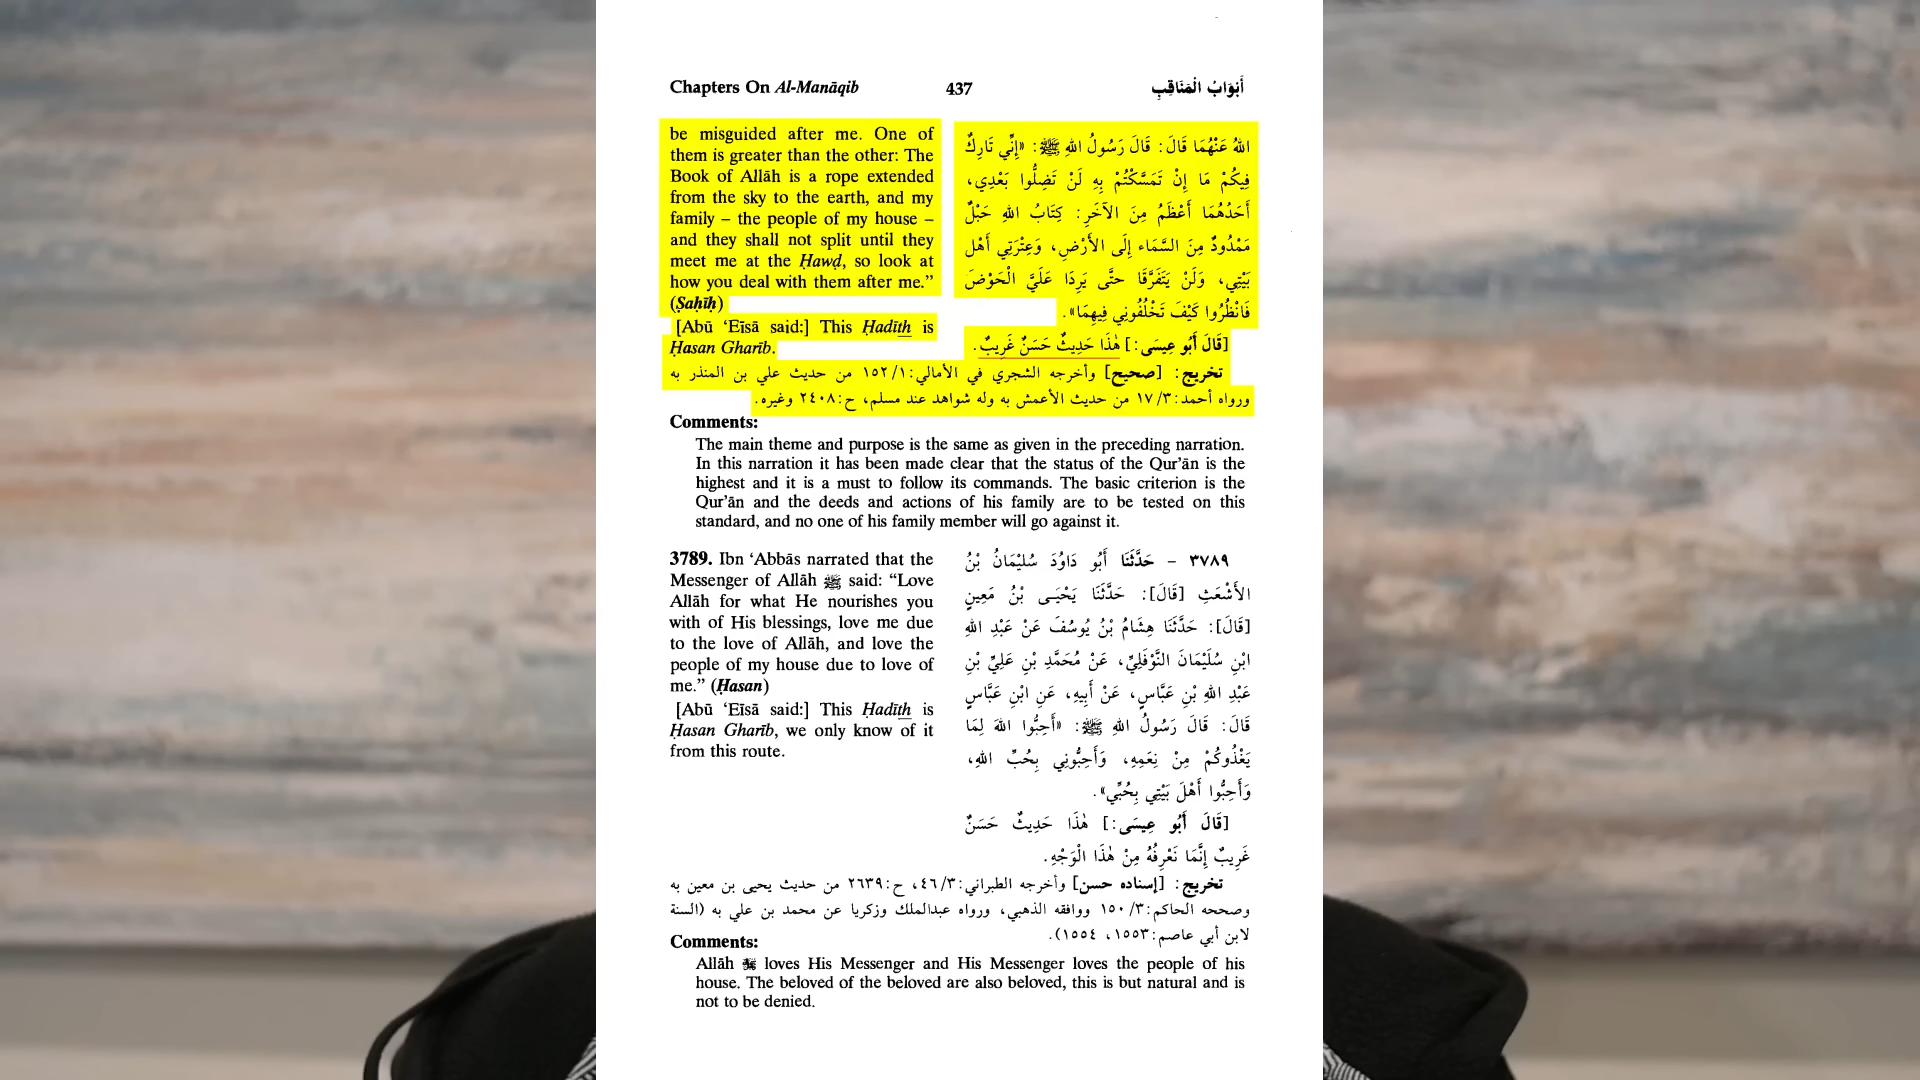 Chapters On Al-Manāqib 437 أَبْوَابُ الْمَنَاقِبِ
be misguided after me. One of
them is greater than the other: The
Book of Allāh is a rope extended
from the sky to the earth, and my
family – the people of my house –
and they shall not split until they
meet me at the Ḥawḍ, so look at
how you deal with them after me.”
(Ṣaḥīḥ)
[Abū ‘Eīsā said:] This Ḥadīth is
Ḥasan Gharīb.
اللهُ عَنْهُمَا قَالَ: قَالَ رَسُولُ اللهِ ﷺ: «إِنِّي تَارِكٌ
فِيكُمْ مَا إِنْ تَمَسَّكْتُمْ بِهِ لَنْ تَضِلُّوا بَعْدِي،
أَحَدُهُمَا أَعْظَمُ مِنَ الآخَرِ: كِتَابُ اللهِ حَبْلٌ
مَمْدُودٌ مِنَ السَّمَاء إِلَى الأَرْضِ، وَعِتْرَتِي أَهْل
بَيْتِي، وَلَنْ يَتَفَرَّقَا حتَّى يَرِدَا عَلَيَّ الْحَوْضَ
فَانْظُرُوا كَيْفَ تَخْلُفُونِي فِيهِمَا».
[قَالَ أَبُو عِيسَى:] هٰذَا حَدِيثٌ حَسَنٌ غَرِيبٌ.
تخريج: [صحيح] وأخرجه الشجري في الأمالي: ١/ ١٥٢ من حديث علي بن المنذر به
ورواه أحمد: ٣/ ١٧ من حديث الأعمش به وله شواهد عند مسلم، ح: ٢٤٠٨ وغيره.
Comments:
The main theme and purpose is the same as given in the preceding narration.
In this narration it has been made clear that the status of the Qur’ān is the
highest and it is a must to follow its commands. The basic criterion is the
Qur’ān and the deeds and actions of his family are to be tested on this
standard, and no one of his family member will go against it.
3789. Ibn ‘Abbās narrated that the
Messenger of Allāh ﷺ said: “Love
Allāh for what He nourishes you
with of His blessings, love me due
to the love of Allāh, and love the
people of my house due to love of
me.” (Ḥasan)
[Abū ‘Eīsā said:] This Ḥadīth is
Ḥasan Gharīb, we only know of it
from this route.
٣٧٨٩ – حَدَّثَنَا أَبُو دَاوُدَ سُلَيْمَانُ بْنُ
الأَشْعَثِ [قَالَ]: حَدَّثَنَا يَحْيَى بْنُ مَعِينٍ
[قَالَ]: حَدَّثَنَا هِشَامُ بْنُ يُوسُفَ عَنْ عَبْدِ اللهِ
ابْنِ سُلَيْمَانَ النَّوْفَلِيِّ، عَنْ مُحَمَّدِ بْنِ عَلِيِّ بْنِ
عَبْدِ اللهِ بْنِ عَبَّاسٍ، عَنْ أَبِيهِ، عَنِ ابْنِ عَبَّاسٍ
قَالَ: قَالَ رَسُولُ اللهِ ﷺ: «أَحِبُّوا اللهَ لِمَا
يَغْذُوكُمْ مِنْ نِعَمِهِ، وَأَحِبُّونِي بِحُبِّ اللهِ،
وَأَحِبُّوا أَهْلَ بَيْتِي بِحُبِّي».
[قَالَ أَبُو عِيسَى:] هٰذَا حَدِيثٌ حَسَنٌ
غَرِيبٌ إِنَّمَا نَعْرِفُهُ مِنْ هٰذَا الْوَجْهِ.
تخريج: [إسناده حسن] وأخرجه الطبراني: ٣/ ٤٦، ح: ٢٦٣٩ من حديث يحيى بن معين به
وصححه الحاكم: ٣/ ١٥٠ ووافقه الذهبي، ورواه عبدالملك وزكريا عن محمد بن علي به (السنة
لابن أبي عاصم: ١٥٥٣، ١٥٥٤).
Comments:
Allāh ﷻ loves His Messenger and His Messenger loves the people of his
house. The beloved of the beloved are also beloved, this is but natural and is
not to be denied.